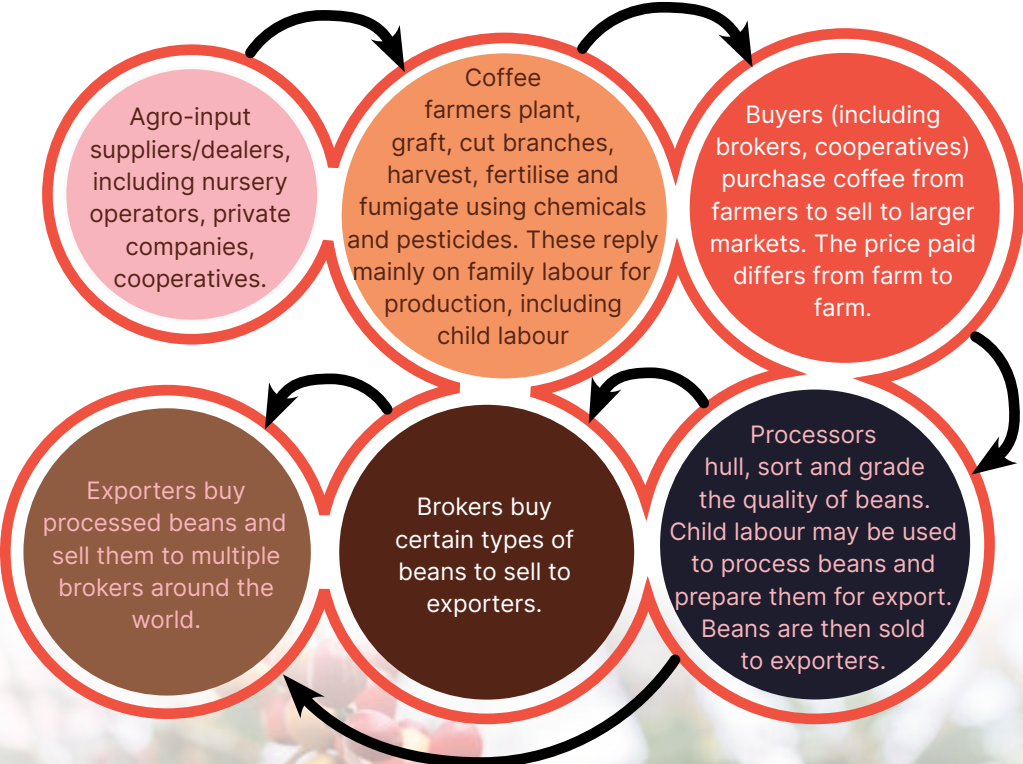 Agro-input
suppliers/dealers,
including nursery
operators, private
companies,
cooperatives.
Coffee
farmers plant,
graft, cut branches,
harvest, fertilise and
fumigate using chemicals
and pesticides. These reply
mainly on family labour for
production, including
child labour
Buyers (including
brokers, cooperatives)
purchase coffee from
farmers to sell to larger
markets. The price paid
differs from farm to
farm.
Processors
hull, sort and grade
the quality of beans.
Child labour may be used
to process beans and
prepare them for export.
Beans are then sold
to exporters.
Brokers buy
certain types of
beans to sell to
exporters.
Exporters buy
processed beans and
sell them to multiple
brokers around the
world.